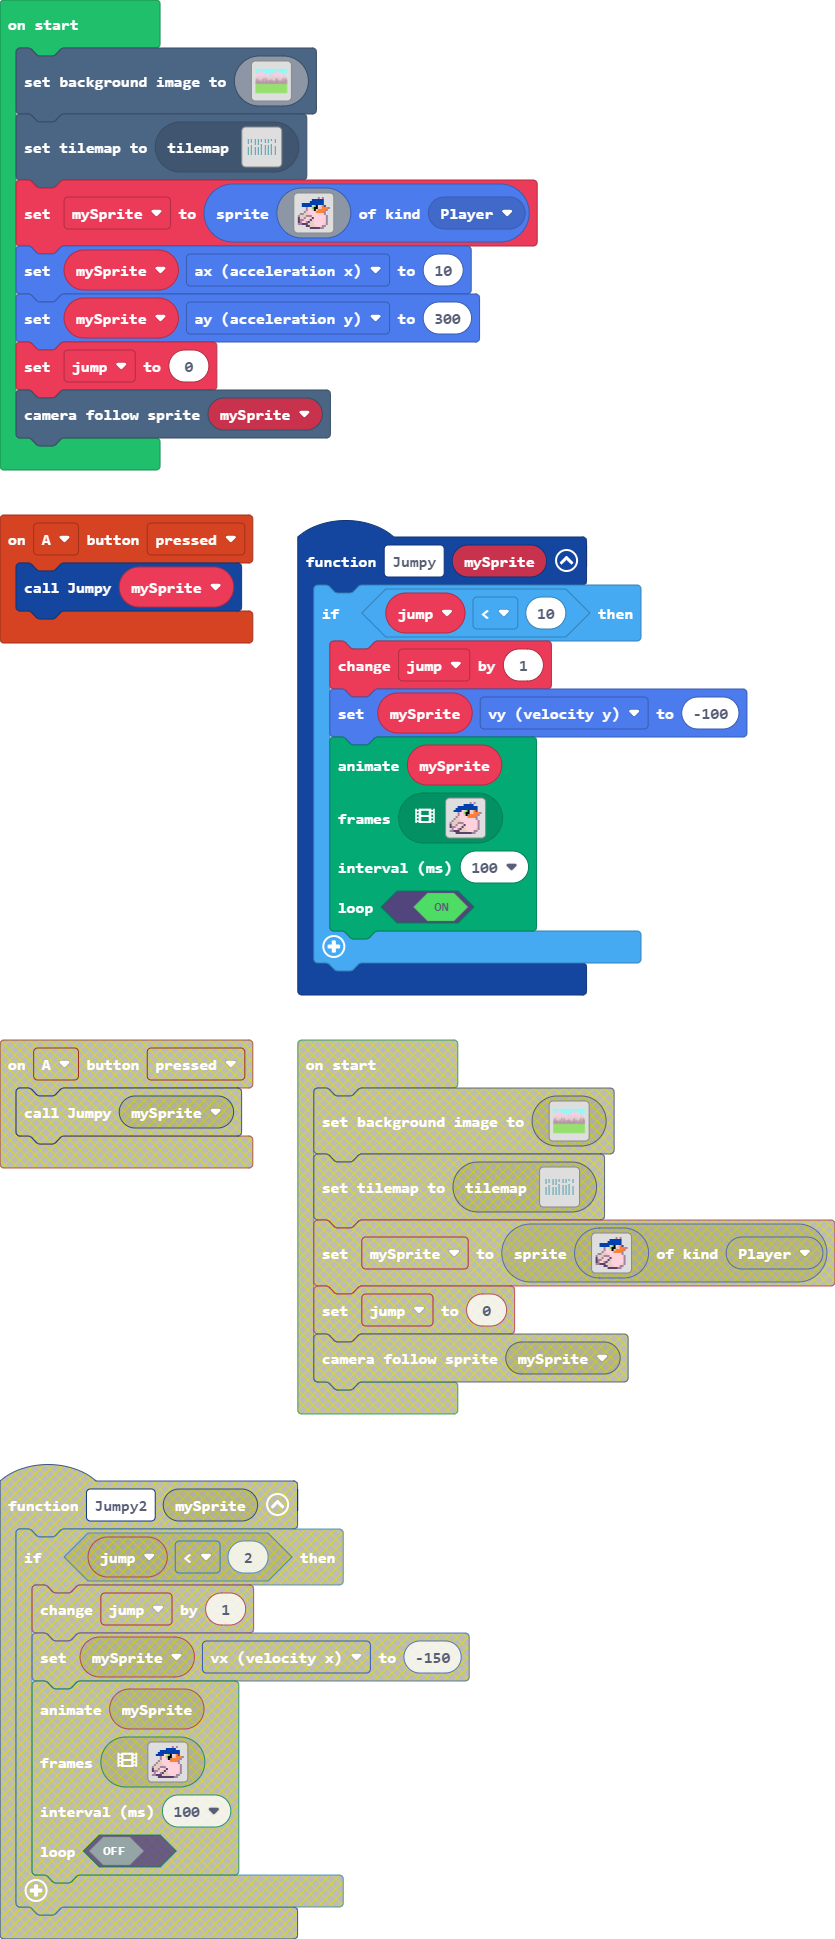 on start
set background image to
set tilemap to tilemap
set mySprite to sprite of kind Player
set mySprite ax (acceleration x) to 10
set mySprite ay (acceleration y) to 300
set jump to 0
camera follow sprite mySprite
on A button pressed
call Jumpy mySprite
function Jumpy mySprite
if jump < 10 then
change jump by 1
set mySprite vy (velocity y) to -100
animate mySprite
frames
interval (ms) 100
loop ON
on A button pressed
call Jumpy mySprite
on start
set background image to
set tilemap to tilemap
set mySprite to sprite of kind Player
set jump to 0
camera follow sprite mySprite
function Jumpy2 mySprite
if jump < 2 then
change jump by 1
set mySprite vx (velocity x) to -150
animate mySprite
frames
interval (ms) 100
loop OFF